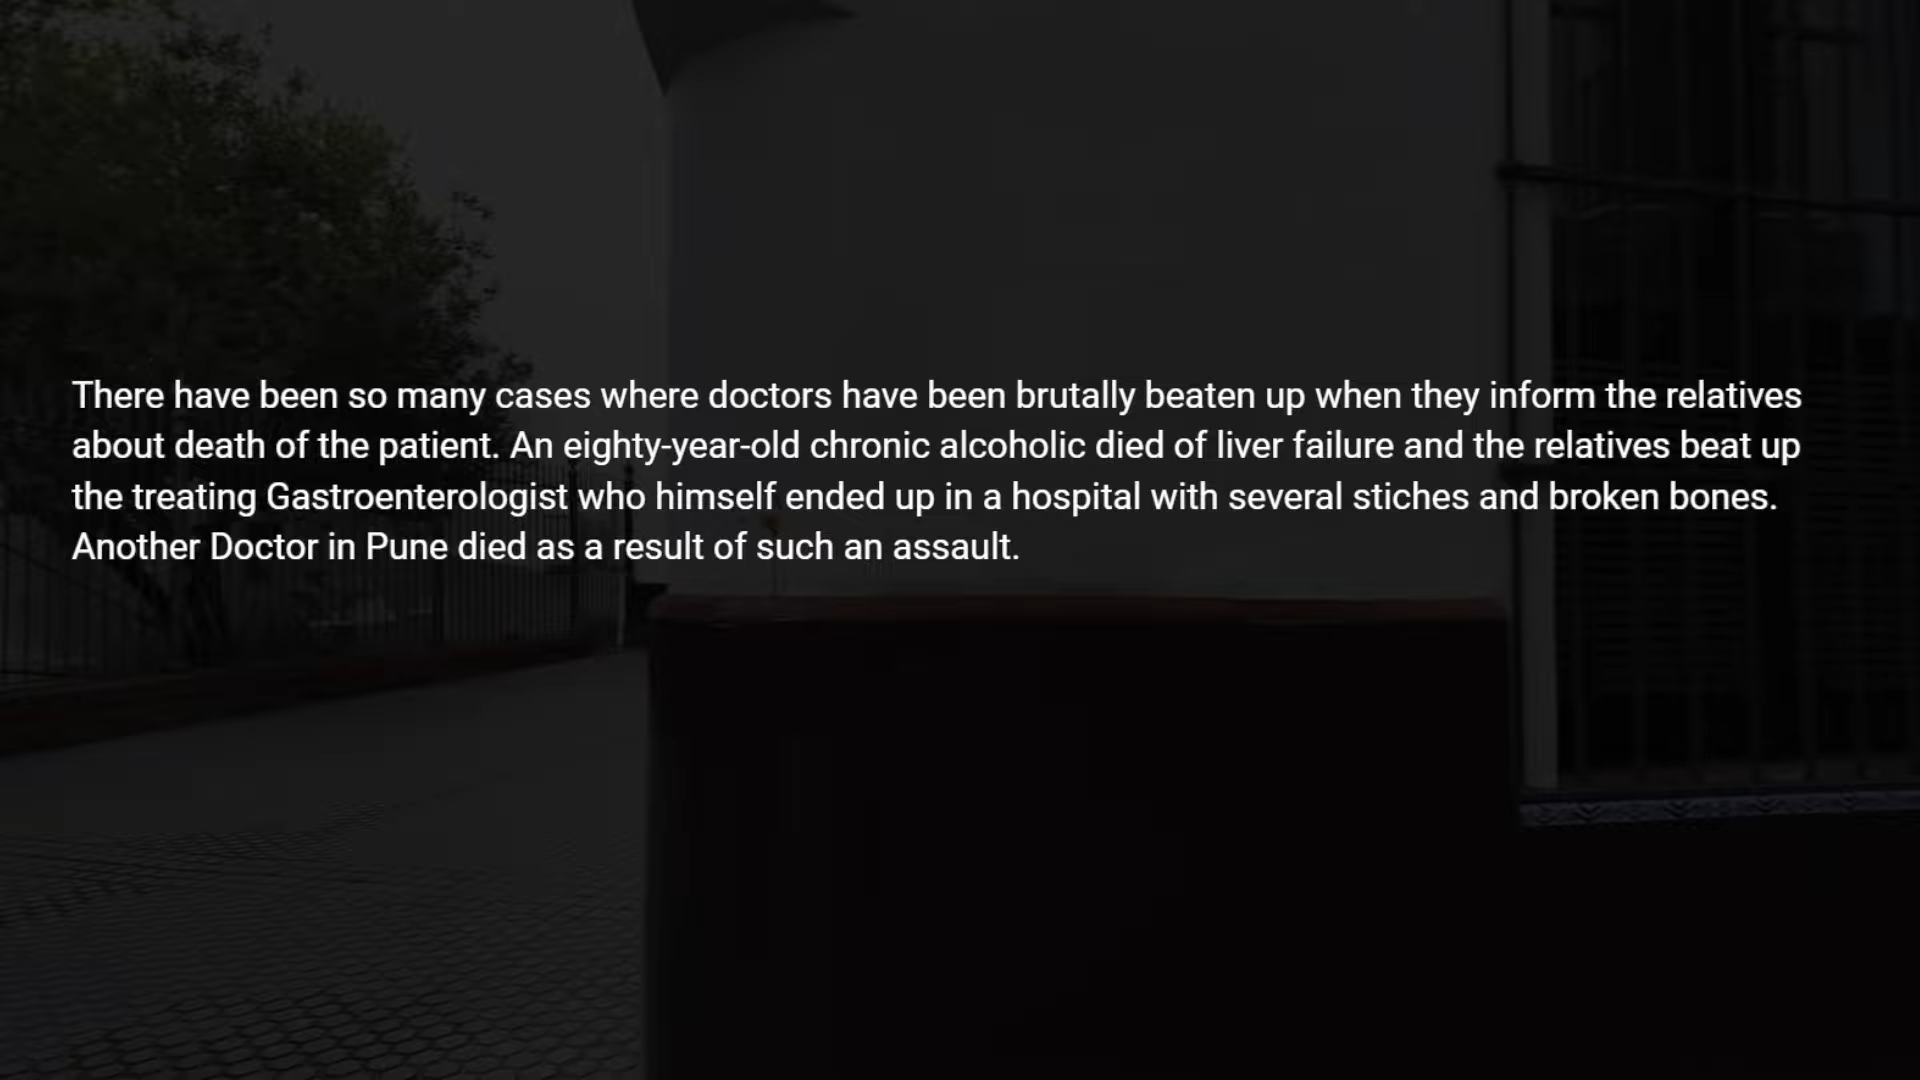 There have been so many cases where doctors have been brutally beaten up when they inform the relatives
about death of the patient. An eighty-year-old chronic alcoholic died of liver failure and the relatives beat up
the treating Gastroenterologist who himself ended up in a hospital with several stiches and broken bones.
Another Doctor in Pune died as a result of such an assault.